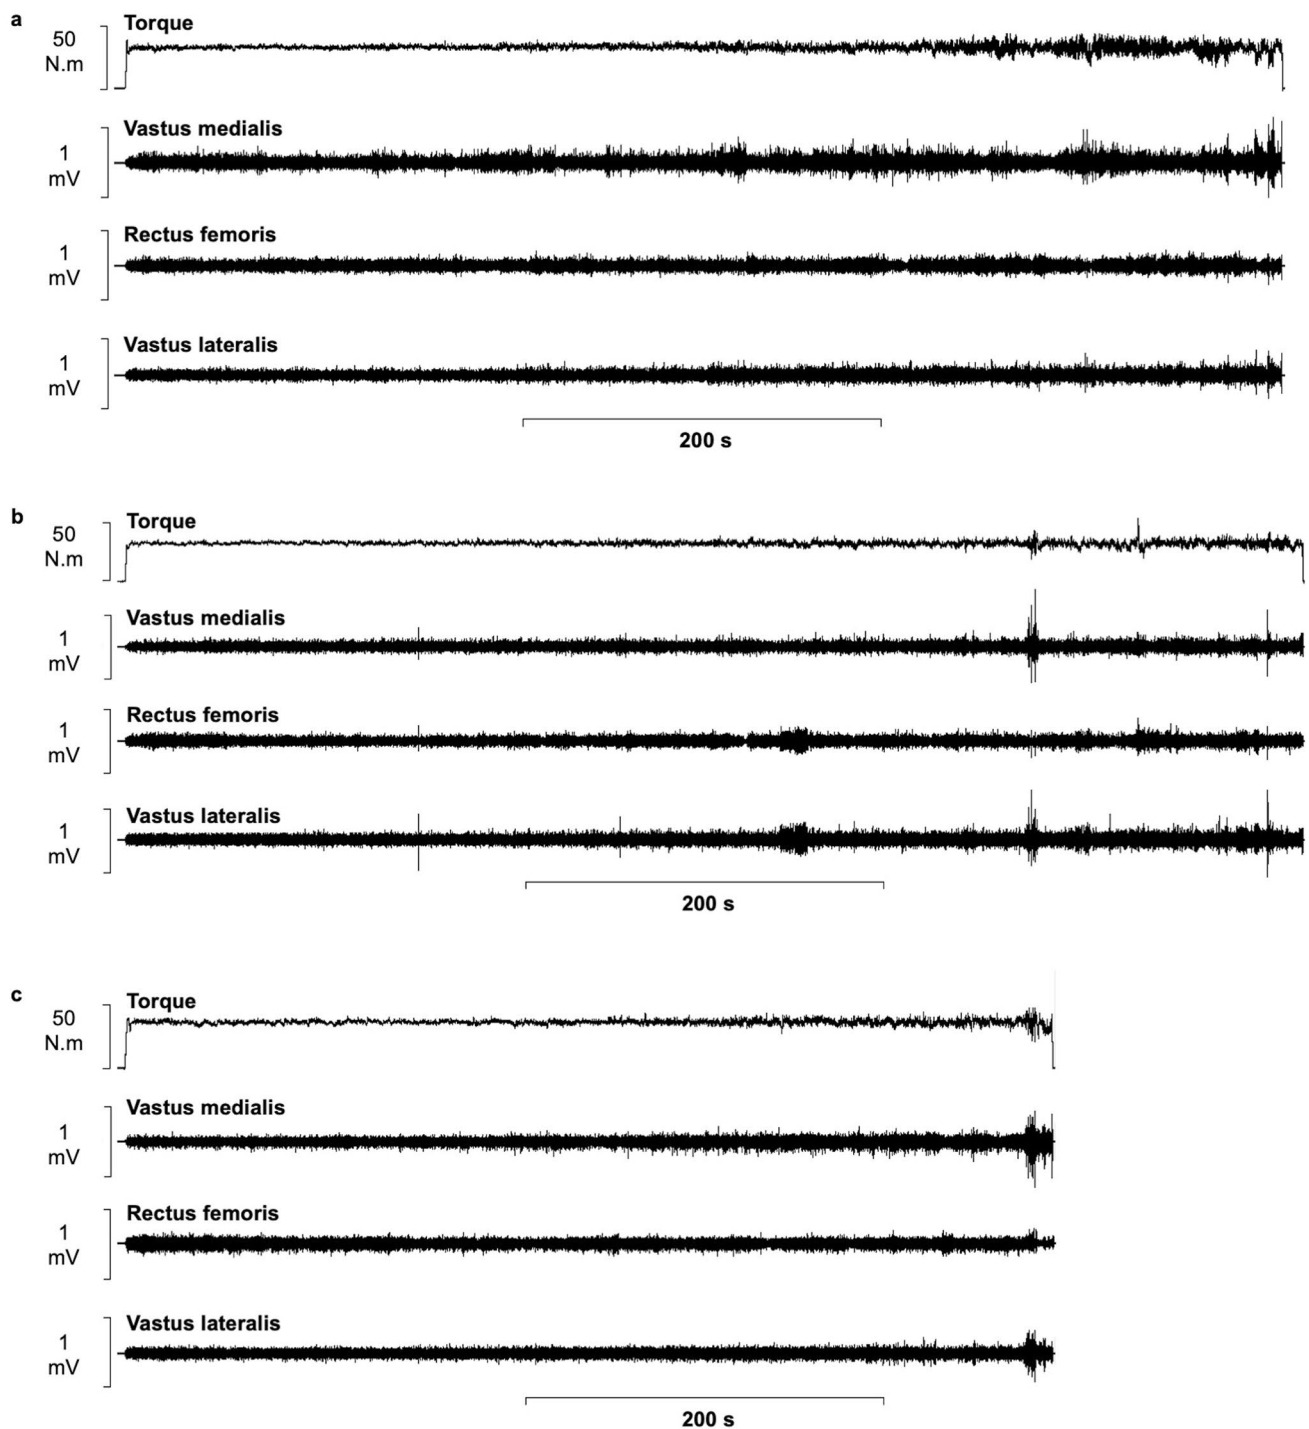 a
Torque
50
N.m
Vastus medialis
1
mV
Rectus femoris
1
mV
Vastus lateralis
1
mV
200 s
b
Torque
50
N.m
Vastus medialis
1
mV
Rectus femoris
1
mV
Vastus lateralis
1
mV
200 s
c
Torque
50
N.m
Vastus medialis
1
mV
Rectus femoris
1
mV
Vastus lateralis
1
mV
200 s